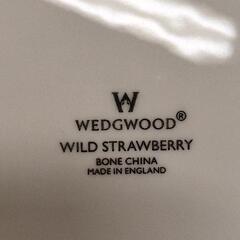 W
WEDGWOOD®
WILD STRAWBERRY
BONE CHINA
MADE IN ENGLAND